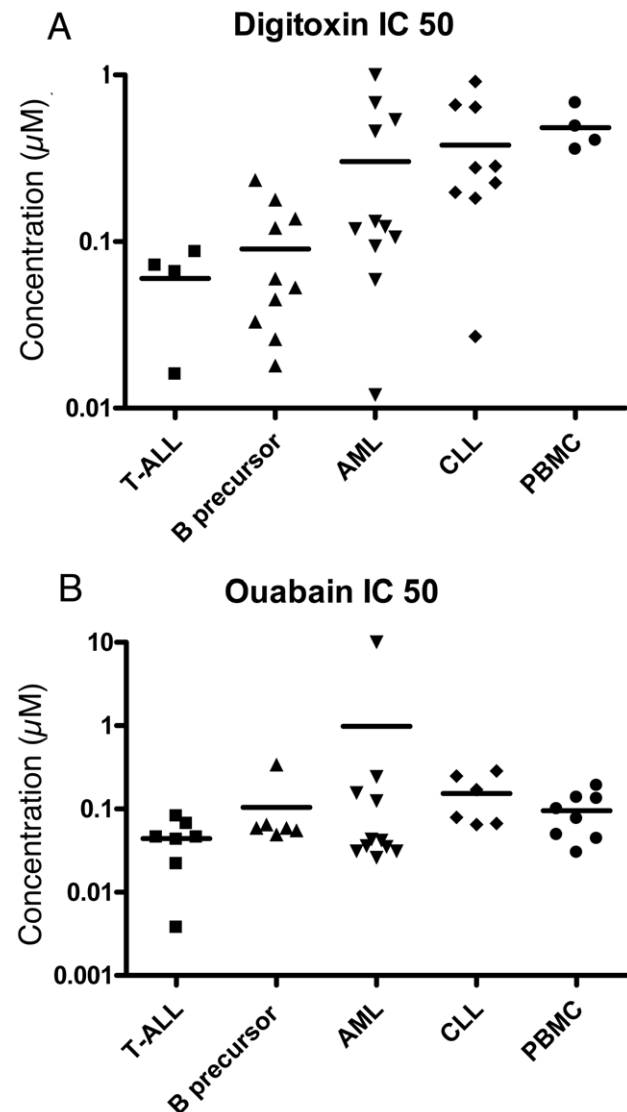 A
Digitoxin IC 50
Concentration (µM)
1
0.1
0.01
T-ALL
B precursor
AML
CLL
PBMC
B
Ouabain IC 50
Concentration (µM)
10
1
0.1
0.01
0.001
T-ALL
B precursor
AML
CLL
PBMC